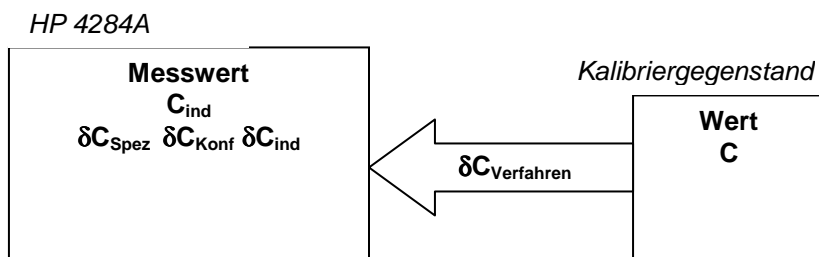 HP 4284A
Messwert
C_ind
δC_Spez δC_Konf δC_ind
δC_Verfahren
Kalibriergegenstand
Wert
C